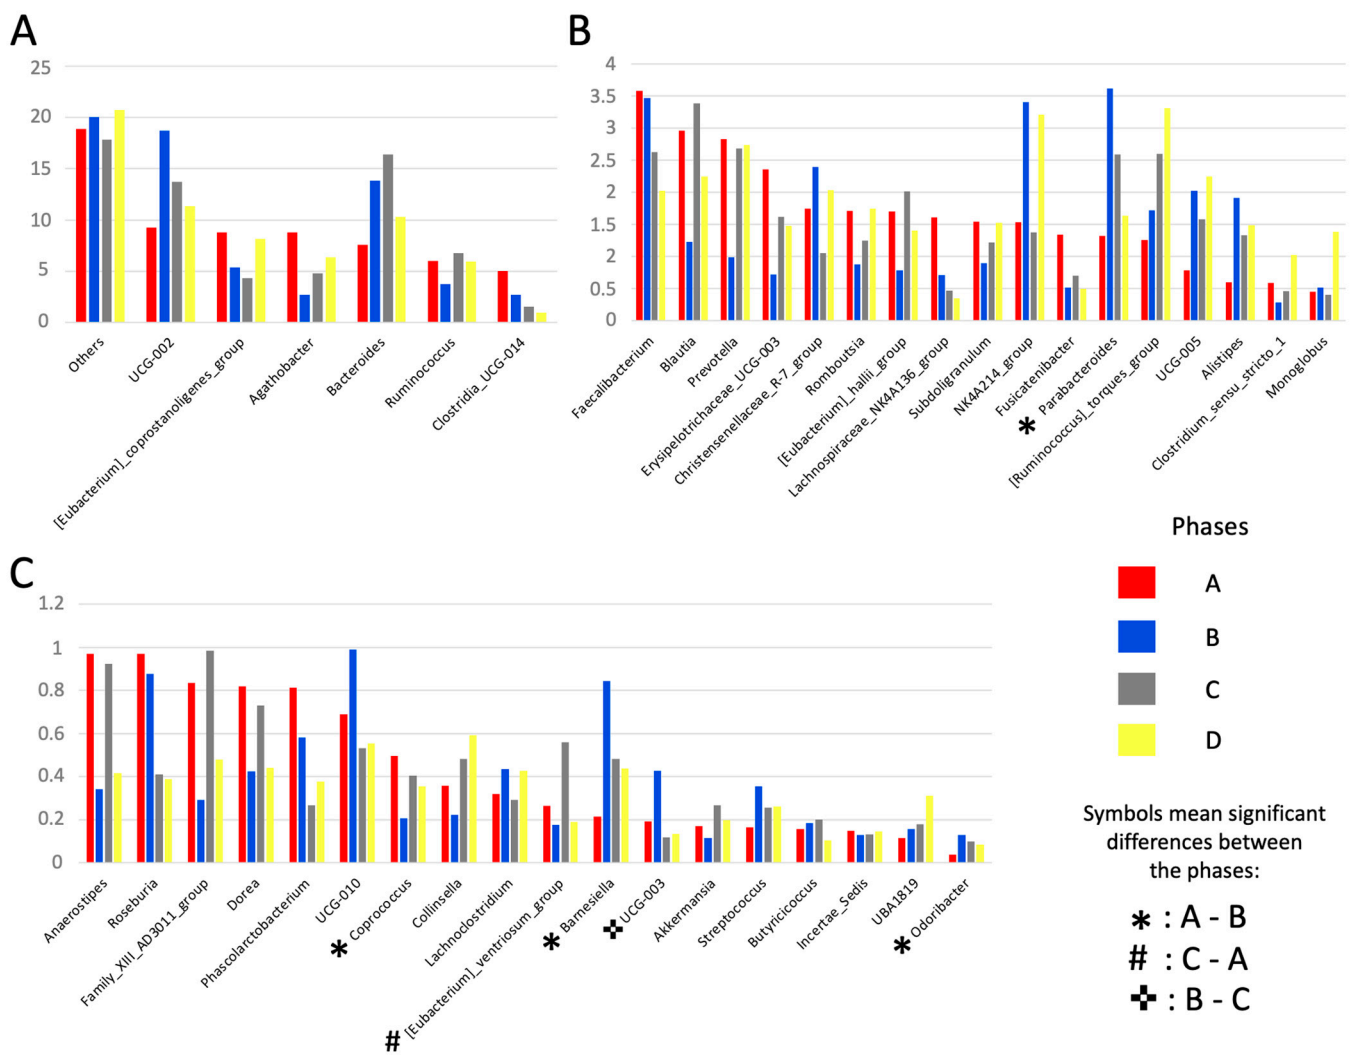 A
25
20
15
10
5
0
Others
UCG-002
[Eubacterium]_coprostanoligenes_group
Agathobacter
Bacteroides
Ruminococcus
Clostridia_UCG-014
B
4
3.5
3
2.5
2
1.5
2
0.5
0
Faecalibacterium
Blautia
Prevotella
Erysipelotrichaceae_UCG-003
Christensenellaceae_R-7_group
Romboutsia
[Eubacterium]_hallii_group
Lachnospiraceae_NK4A136_group
Subdoligranulum
NK4A214_group
Fusicatenibacter
* Parabacteroides
[Ruminococcus]_torques_group
UCG-005
Alistipes
Clostridium_sensu_stricto_1
Monoglobus
C
1.2
1
0.8
0.6
0.4
0.2
0
Anaerostipes
Roseburia
Family_XIII_AD3011_group
Dorea
Phascolarctobacterium
UCG-010
* Coprococcus
Collinsella
Lachnoclostridium
# [Eubacterium]_ventriosum_group
* Barnesiella
✜ UCG-003
Akkermansia
Streptococcus
Butyricicoccus
Incertae_Sedis
UBA1819
* Odoribacter
Phases
A
B
C
D
Symbols mean significant
differences between
the phases:
* : A - B
# : C - A
✜ : B - C